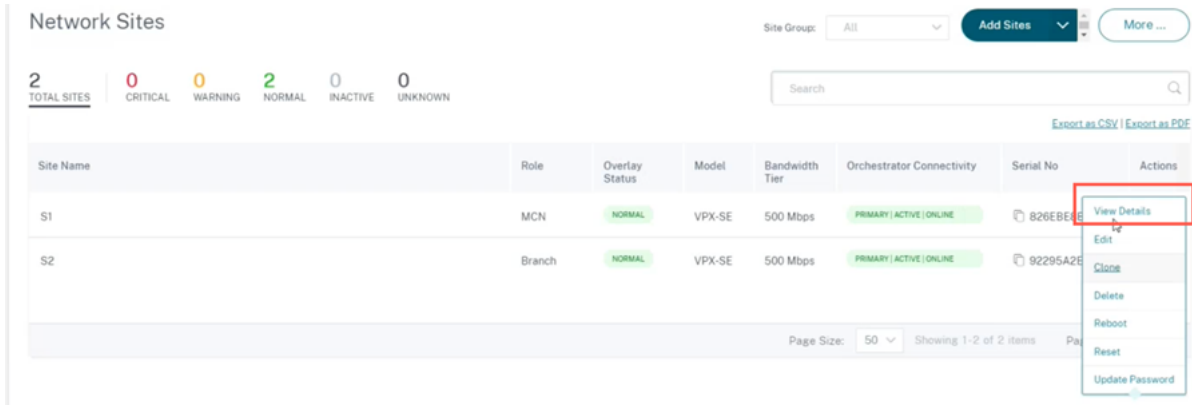 Network Sites
Site Group: All
Add Sites
More ...
2 0 0 2 0 0
TOTAL SITES CRITICAL WARNING NORMAL INACTIVE UNKNOWN
Search
Export as CSV | Export as PDF
Site Name Role Overlay Status Model Bandwidth Tier Orchestrator Connectivity Serial No Actions
S1 MCN NORMAL VPX-SE 500 Mbps PRIMARY | ACTIVE | ONLINE
S2 Branch NORMAL VPX-SE 500 Mbps PRIMARY | ACTIVE | ONLINE 92295A2E
View Details
Edit
Clone
Delete
Reboot
Reset
Update Password
Page Size: 50 Showing 1-2 of 2 items